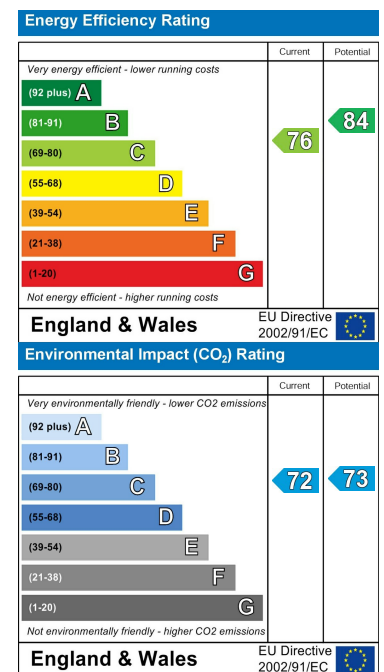 Energy Efficiency Rating
Current Potential
Very energy efficient - lower running costs
(92 plus) A
(81-91) B
84
(69-80) C
76
(55-68) D
(39-54) E
(21-38) F
(1-20) G
Not energy efficient - higher running costs
England & Wales
EU Directive
2002/91/EC
Environmental Impact (CO₂) Rating
Current Potential
Very environmentally friendly - lower CO2 emissions
(92 plus) A
(81-91) B
(69-80) C
72 73
(55-68) D
(39-54) E
(21-38) F
(1-20) G
Not environmentally friendly - higher CO2 emissions
England & Wales
EU Directive
2002/91/EC